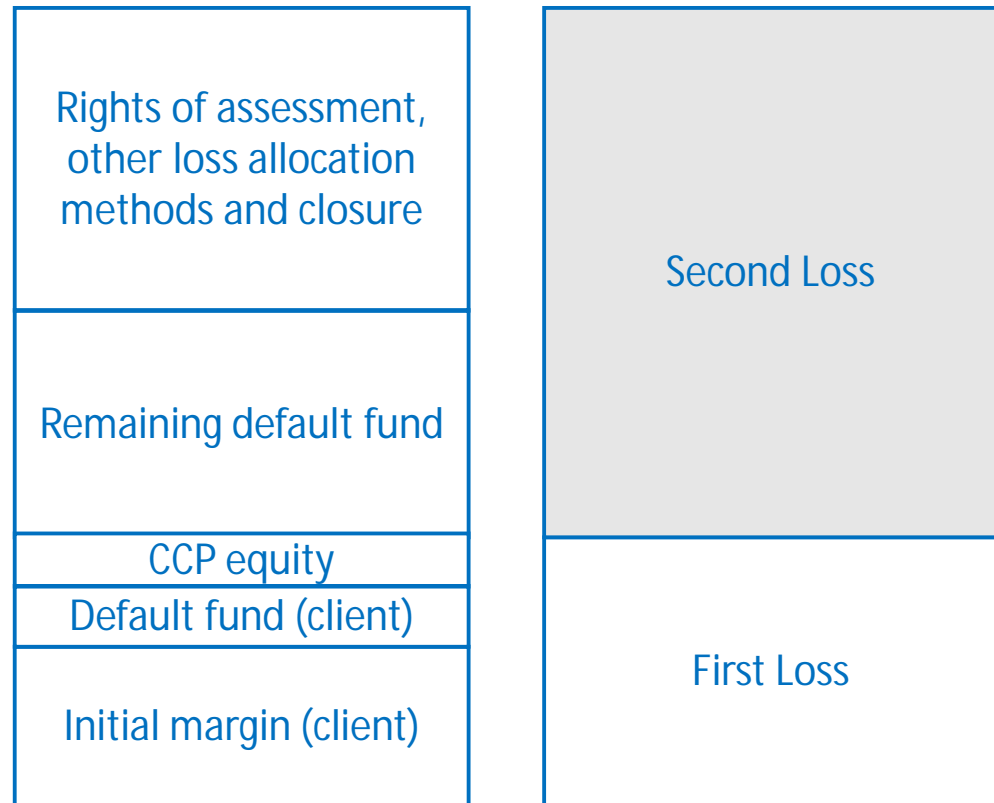 Rights of assessment,
other loss allocation
methods and closure
Remaining default fund
CCP equity
Default fund (client)
Initial margin (client)
Second Loss
First Loss